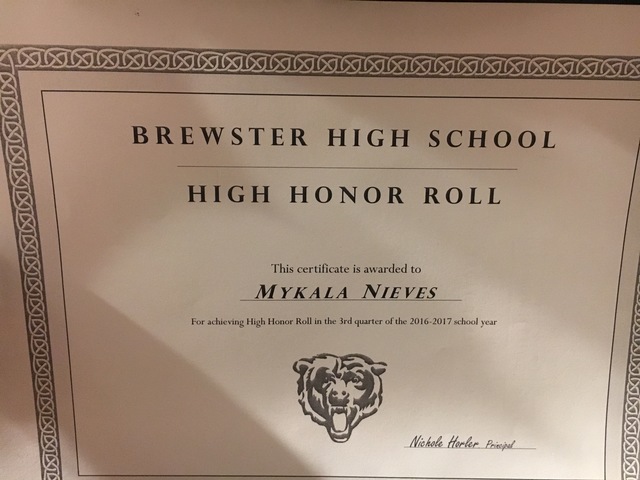 BREWSTER HIGH SCHOOL
HIGH HONOR ROLL
This certificate is awarded to
MYKALA NIEVES
For achieving High Honor Roll in the 3rd quarter of the 2016-2017 school year
Nichole Horler Principal